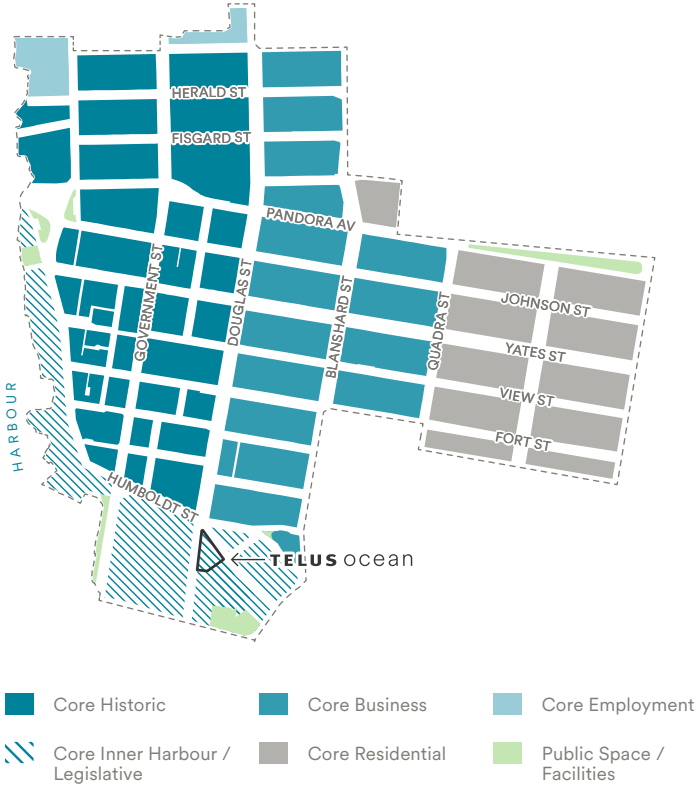 HERALD ST
FISGARD ST
PANDORA AV
GOVERNMENT ST
DOUGLAS ST
BLANSHARD ST
QUADRA ST
JOHNSON ST
YATES ST
VIEW ST
FORT ST
HARBOUR
HUMBOLDT ST
TELUS ocean
Core Historic
Core Business
Core Employment
Core Inner Harbour /
Legislative
Core Residential
Public Space /
Facilities